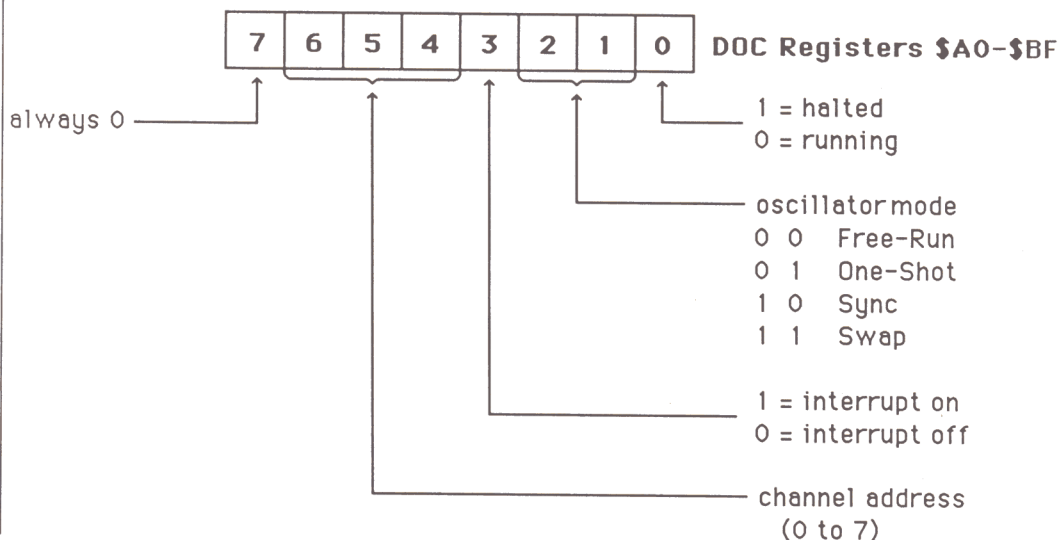 7 6 5 4 3 2 1 0 DOC Registers $A0-$BF
always 0
1 = halted
0 = running
oscillator mode
0 0 Free-Run
0 1 One-Shot
1 0 Sync
1 1 Swap
1 = interrupt on
0 = interrupt off
channel address
(0 to 7)